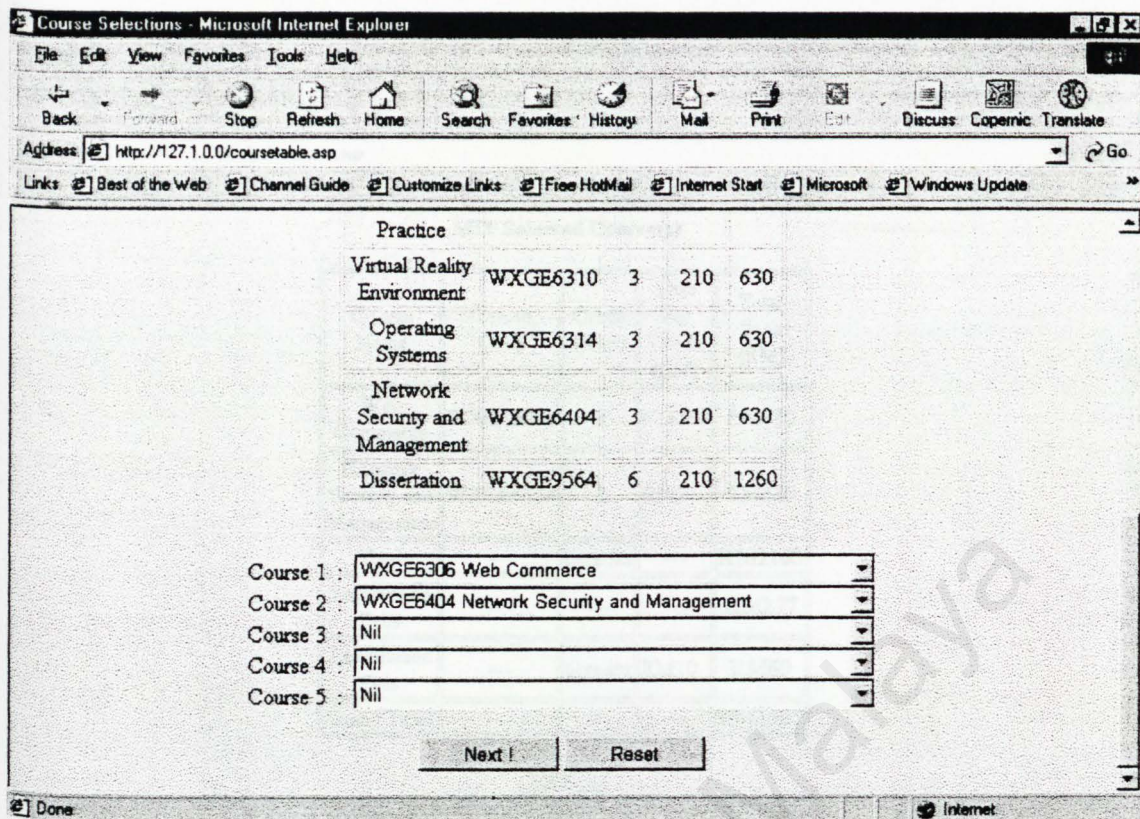 Course Selections - Microsoft Internet Explorer
File Edit View Favorites Tools Help
Back Forward Stop Refresh Home Search Favorites History Mail Print Edit Discuss Copernic Translate
Address http://127.1.0.0/coursetable.asp Go
Links Best of the Web Channel Guide Customize Links Free HotMail Internet Start Microsoft Windows Update »
Practice
Virtual Reality
Environment WXGE6310 3 210 630
Operating
Systems WXGE6314 3 210 630
Network
Security and
Management WXGE6404 3 210 630
Dissertation WXGE9564 6 210 1260
Course 1 : WXGE6306 Web Commerce
Course 2 : WXGE6404 Network Security and Management
Course 3 : Nil
Course 4 : Nil
Course 5 : Nil
Next ! Reset
Done Internet
Malaya